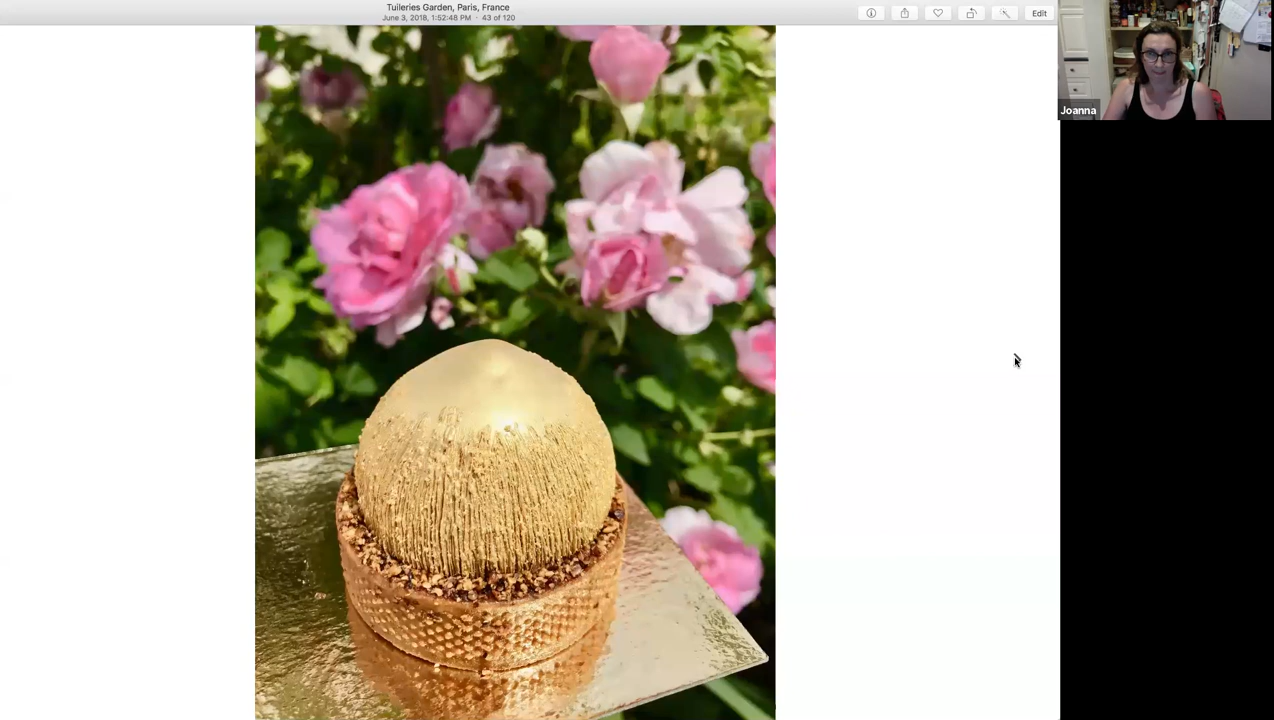 Tuileries Garden, Paris, France
June 3, 2018, 1:52:48 PM · 43 of 120
Edit
Joanna